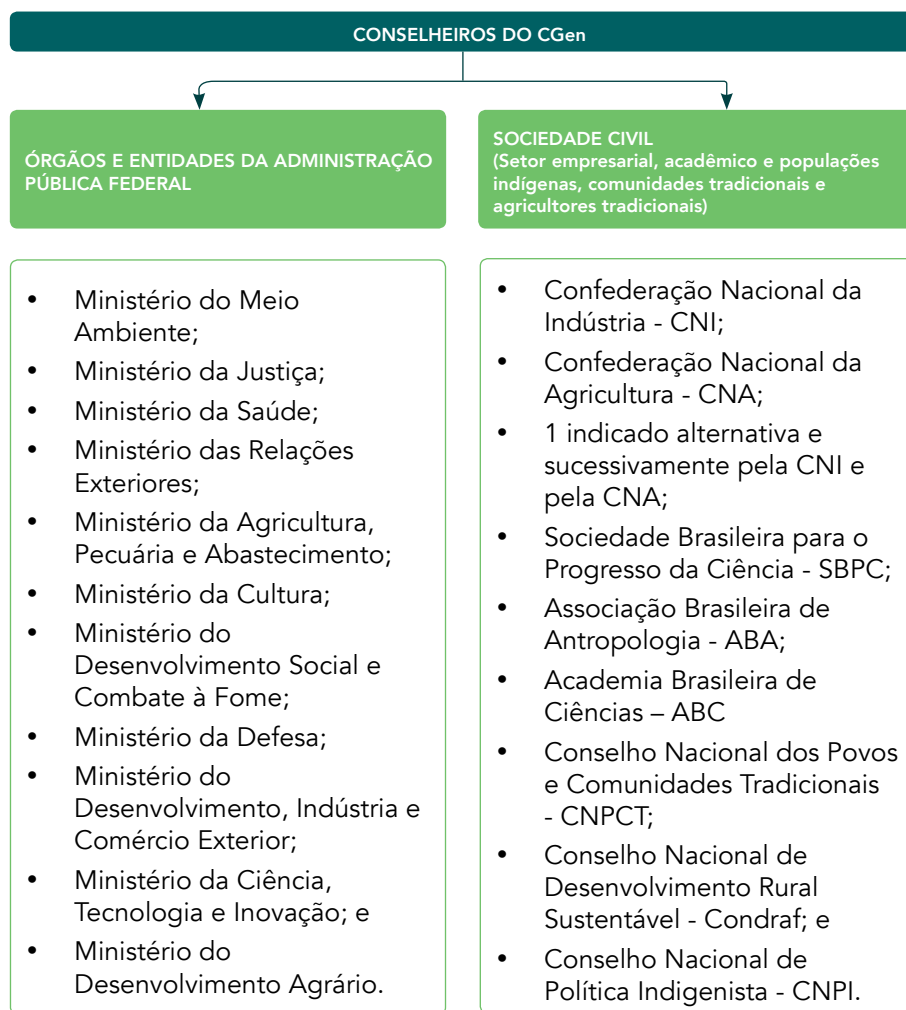 CONSELHEIROS DO CGen
ÓRGÃOS E ENTIDADES DA ADMINISTRAÇÃO
PÚBLICA FEDERAL
SOCIEDADE CIVIL
(Setor empresarial, acadêmico e populações
indígenas, comunidades tradicionais e
agricultores tradicionais)
• Ministério do Meio
Ambiente;
• Ministério da Justiça;
• Ministério da Saúde;
• Ministério das Relações
Exteriores;
• Ministério da Agricultura,
Pecuária e Abastecimento;
• Ministério da Cultura;
• Ministério do
Desenvolvimento Social e
Combate à Fome;
• Ministério da Defesa;
• Ministério do
Desenvolvimento, Indústria e
Comércio Exterior;
• Ministério da Ciência,
Tecnologia e Inovação; e
• Ministério do
Desenvolvimento Agrário.
• Confederação Nacional da
Indústria - CNI;
• Confederação Nacional da
Agricultura - CNA;
• 1 indicado alternativa e
sucessivamente pela CNI e
pela CNA;
• Sociedade Brasileira para o
Progresso da Ciência - SBPC;
• Associação Brasileira de
Antropologia - ABA;
• Academia Brasileira de
Ciências – ABC
• Conselho Nacional dos Povos
e Comunidades Tradicionais
- CNPCT;
• Conselho Nacional de
Desenvolvimento Rural
Sustentável - Condraf; e
• Conselho Nacional de
Política Indigenista - CNPI.